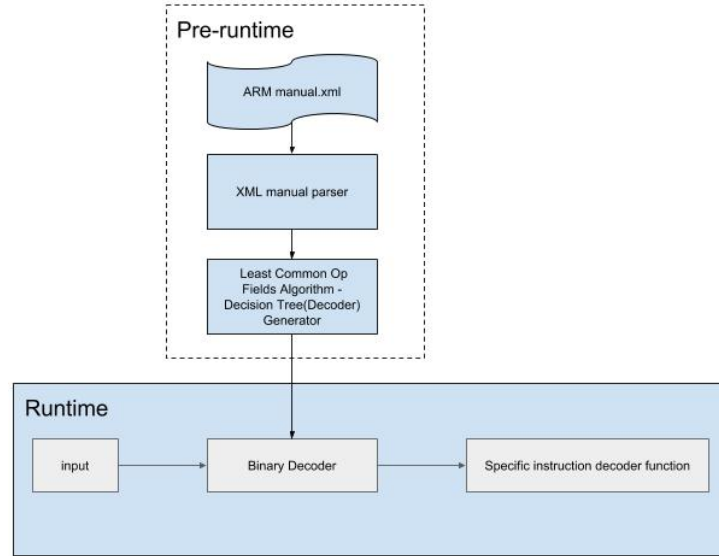 Pre-runtime
ARM manual.xml
XML manual parser
Least Common Op
Fields Algorithm -
Decision Tree(Decoder)
Generator
Runtime
input
Binary Decoder
Specific instruction decoder function